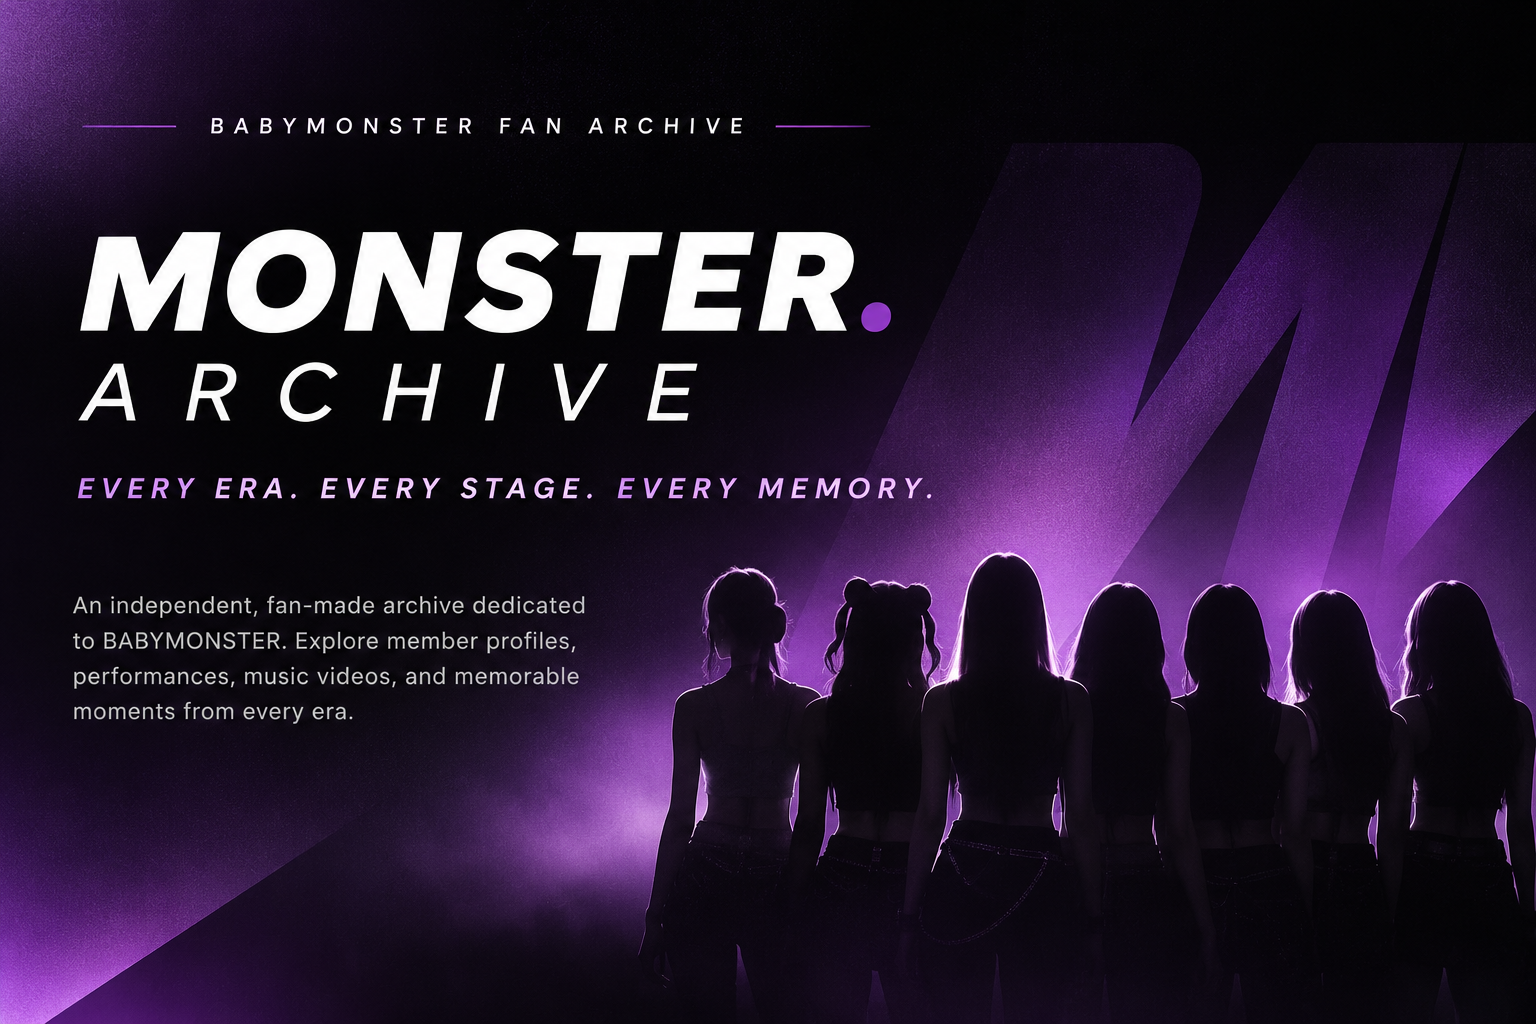 BABYMONSTER FAN ARCHIVE
MONSTER.
ARCHIVE
EVERY ERA. EVERY STAGE. EVERY MEMORY.
An independent, fan-made archive dedicated
to BABYMONSTER. Explore member profiles,
performances, music videos, and memorable
moments from every era.